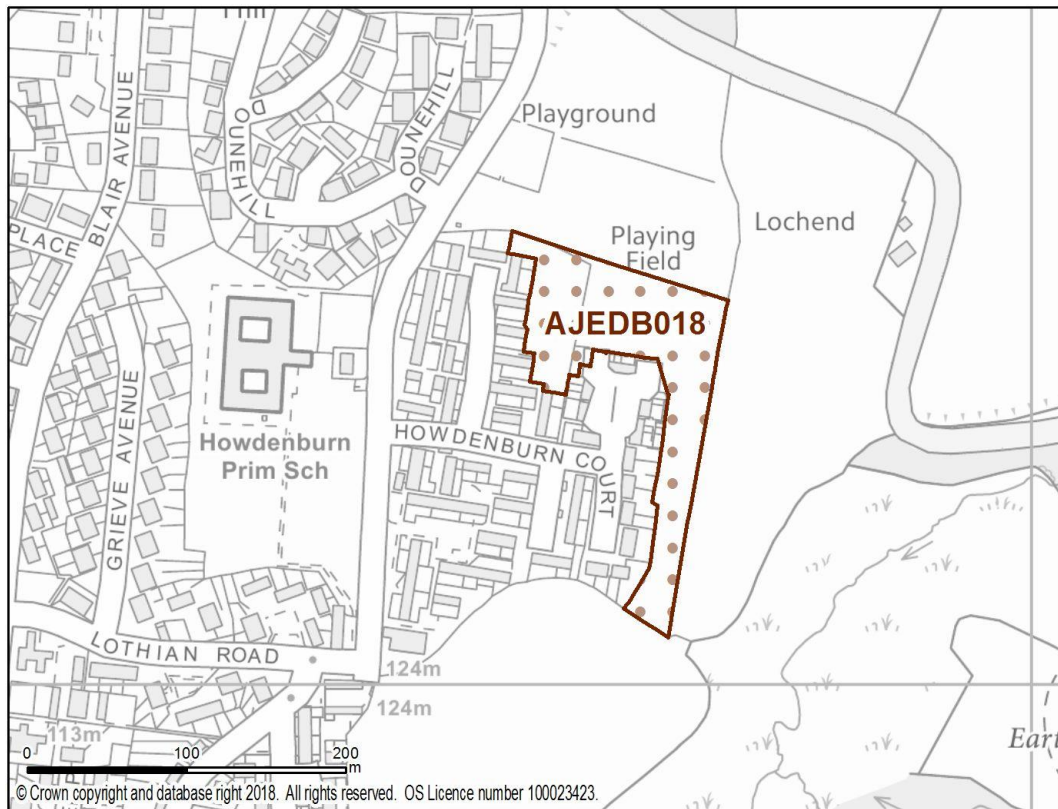 Playground
DOUNEHILL
DOUNEHILL
BLAIR AVENUE
PLACE
Lochend
Playing
Field
AJEDB018
Howdenburn
Prim Sch
HOWDENBURN COURT
GRIEVE AVENUE
LOTHIAN ROAD
124m
124m
113m
0 100 200
m
© Crown copyright and database right 2018. All rights reserved. OS Licence number 100023423.